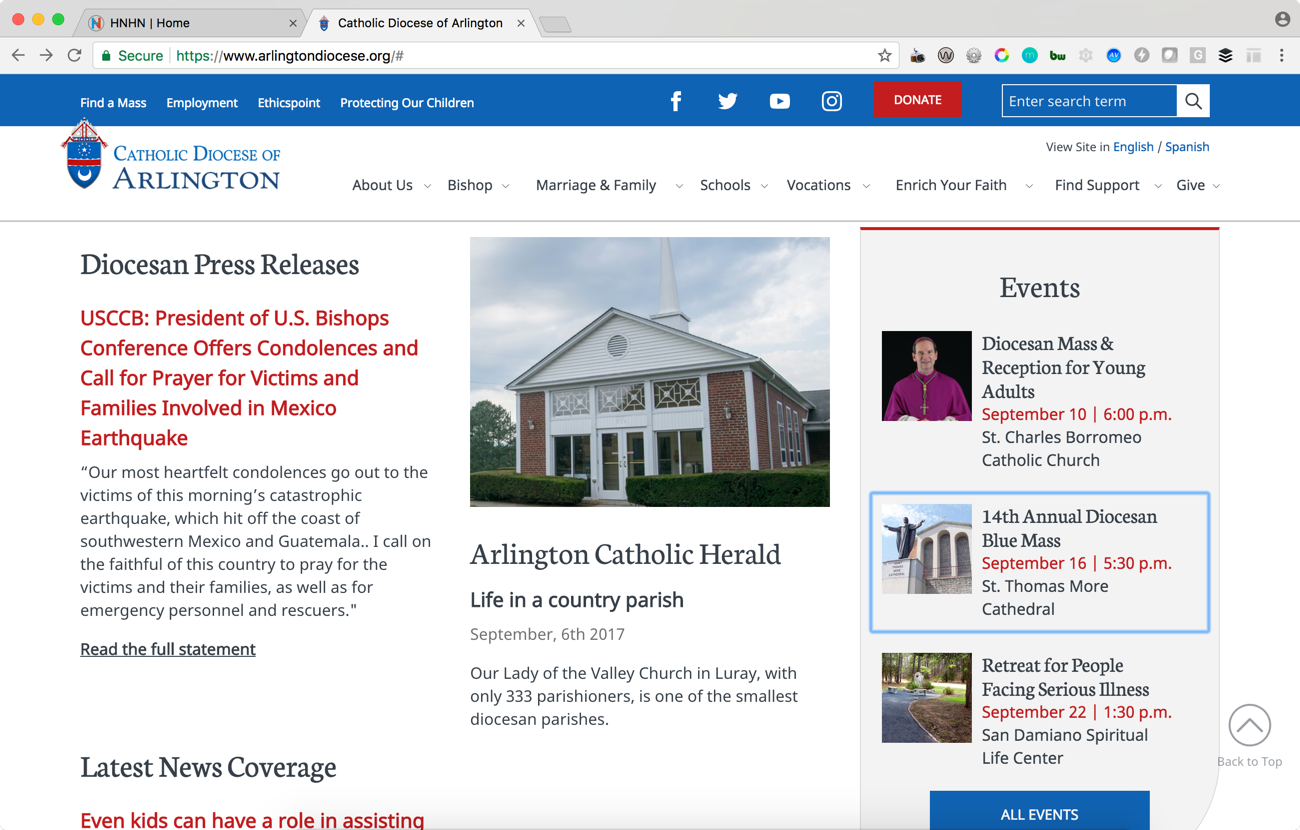 HNHN | Home
Catholic Diocese of Arlington
Secure
https://www.arlingtondiocese.org/#
Find a Mass
Employment
Ethicspoint
Protecting Our Children
DONATE
Enter search term
CATHOLIC DIOCESE OF
ARLINGTON
View Site in English / Spanish
About Us
Bishop
Marriage & Family
Schools
Vocations
Enrich Your Faith
Find Support
Give
Diocesan Press Releases
USCCB: President of U.S. Bishops
Conference Offers Condolences and
Call for Prayer for Victims and
Families Involved in Mexico
Earthquake
“Our most heartfelt condolences go out to the
victims of this morning’s catastrophic
earthquake, which hit off the coast of
southwestern Mexico and Guatemala.. I call on
the faithful of this country to pray for the
victims and their families, as well as for
emergency personnel and rescuers."
Read the full statement
Latest News Coverage
Even kids can have a role in assisting
Arlington Catholic Herald
Life in a country parish
September, 6th 2017
Our Lady of the Valley Church in Luray, with
only 333 parishioners, is one of the smallest
diocesan parishes.
Events
Diocesan Mass &
Reception for Young
Adults
September 10 | 6:00 p.m.
St. Charles Borromeo
Catholic Church
14th Annual Diocesan
Blue Mass
September 16 | 5:30 p.m.
St. Thomas More
Cathedral
Retreat for People
Facing Serious Illness
September 22 | 1:30 p.m.
San Damiano Spiritual
Life Center
ALL EVENTS
Back to Top